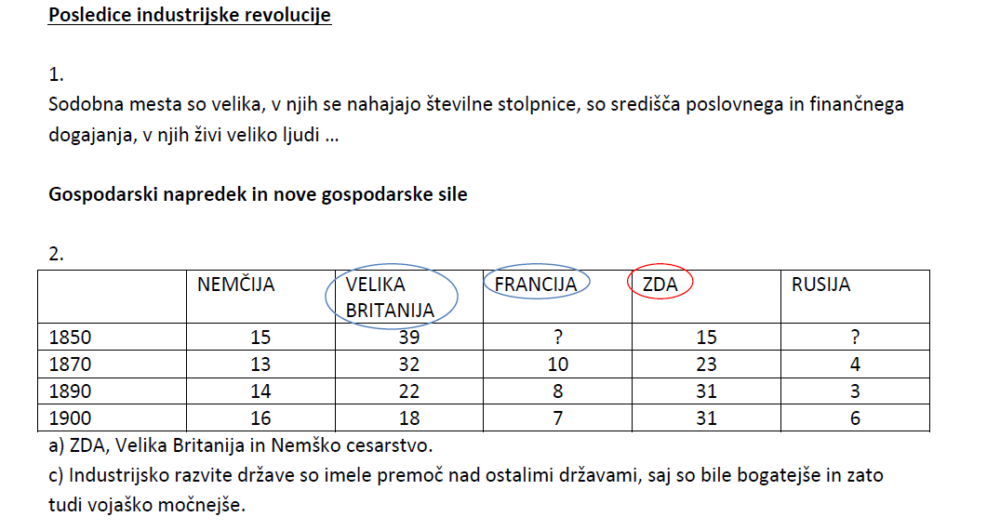 Posledice industrijske revolucije
1.
Sodobna mesta so velika, v njih se nahajajo številne stolpnice, so središča poslovnega in finančnega
dogajanja, v njih živi veliko ljudi ...
Gospodarski napredek in nove gospodarske sile
2.
NEMČIJA VELIKA BRITANIJA FRANCIJA ZDA RUSIJA
1850 15 39 ? 15 ?
1870 13 32 10 23 4
1890 14 22 8 31 3
1900 16 18 7 31 6
a) ZDA, Velika Britanija in Nemško cesarstvo.
c) Industrijsko razvite države so imele premoč nad ostalimi državami, saj so bile bogatejše in zato
tudi vojaško močnejše.